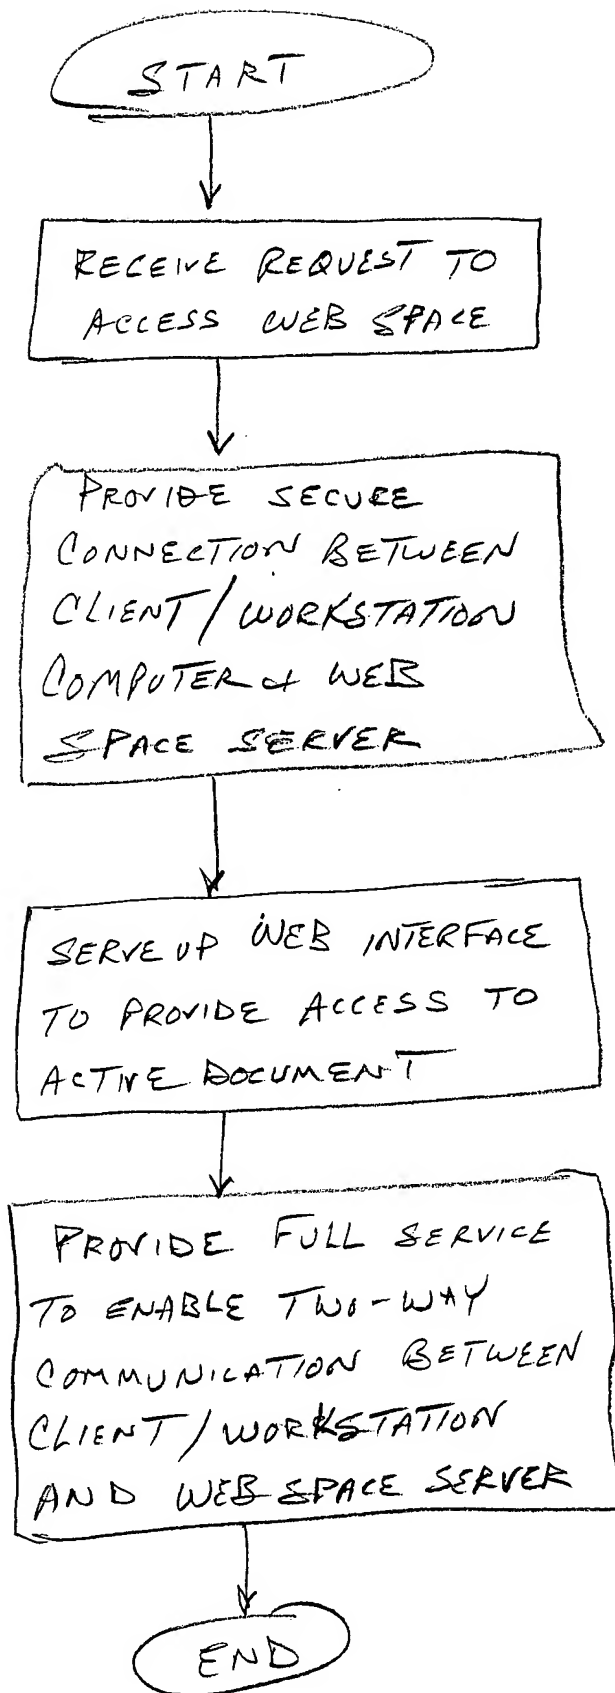 START
RECEIVE REQUEST TO
ACCESS WEB SPACE
PROVIDE SECURE
CONNECTION BETWEEN
CLIENT/WORKSTATION
COMPUTER & WEB
SPACE SERVER
SERVE UP WEB INTERFACE
TO PROVIDE ACCESS TO
ACTIVE DOCUMENT
PROVIDE FULL SERVICE
TO ENABLE TWO-WAY
COMMUNICATION BETWEEN
CLIENT/WORKSTATION
AND WEB SPACE SERVER
END